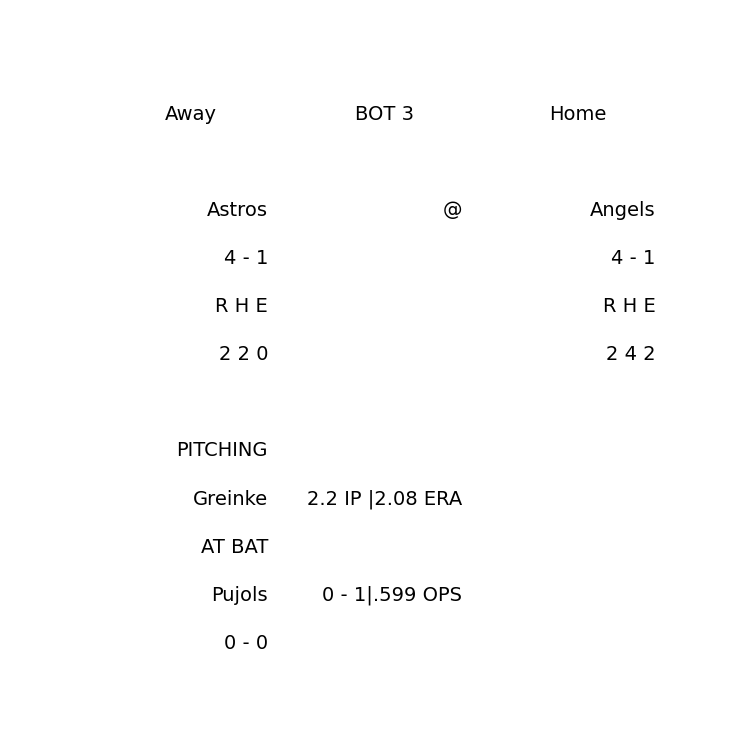 Away BOT 3 Home
Astros @ Angels
4 - 1 4 - 1
R H E R H E
2 2 0 2 4 2
PITCHING
Greinke 2.2 IP |2.08 ERA
AT BAT
Pujols 0 - 1|.599 OPS
0 - 0